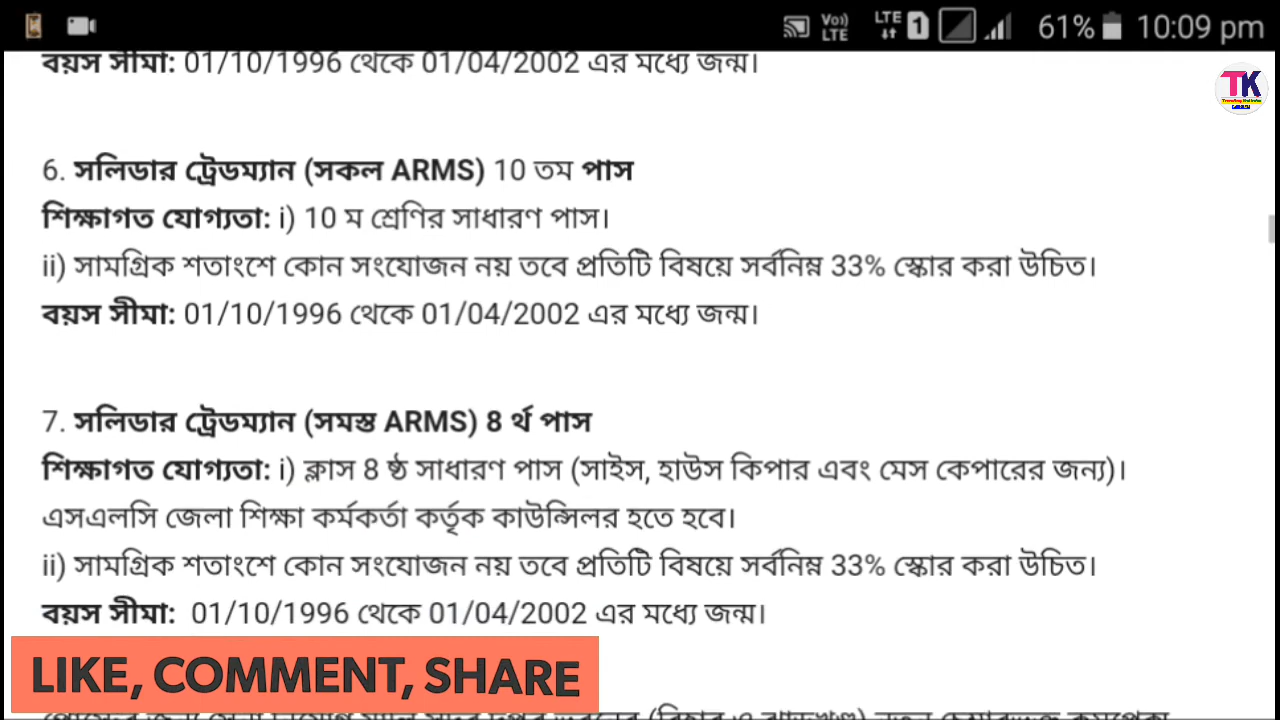 Vo)) LTE LTE 1 61% 10:09 pm
বয়স সীমা: 01/10/1996 থেকে 01/04/2002 এর মধ্যে জন্ম।
TK
6. সলিডার ট্রেডম্যান (সকল ARMS) 10 তম পাস
শিক্ষাগত যোগ্যতা: i) 10 ম শ্রেণির সাধারণ পাস।
ii) সামগ্রিক শতাংশে কোন সংযোজন নয় তবে প্রতিটি বিষয়ে সর্বনিম্ন 33% স্কোর করা উচিত।
বয়স সীমা: 01/10/1996 থেকে 01/04/2002 এর মধ্যে জন্ম।
7. সলিডার ট্রেডম্যান (সমস্ত ARMS) 8 র্থ পাস
শিক্ষাগত যোগ্যতা: i) ক্লাস 8 ষ্ঠ সাধারণ পাস (সাইস, হাউস কিপার এবং মেস কেপারের জন্য)।
এসএলসি জেলা শিক্ষা কর্মকর্তা কর্তৃক কাউন্সিলর হতে হবে।
ii) সামগ্রিক শতাংশে কোন সংযোজন নয় তবে প্রতিটি বিষয়ে সর্বনিম্ন 33% স্কোর করা উচিত।
বয়স সীমা: 01/10/1996 থেকে 01/04/2002 এর মধ্যে জন্ম।
LIKE, COMMENT, SHARE